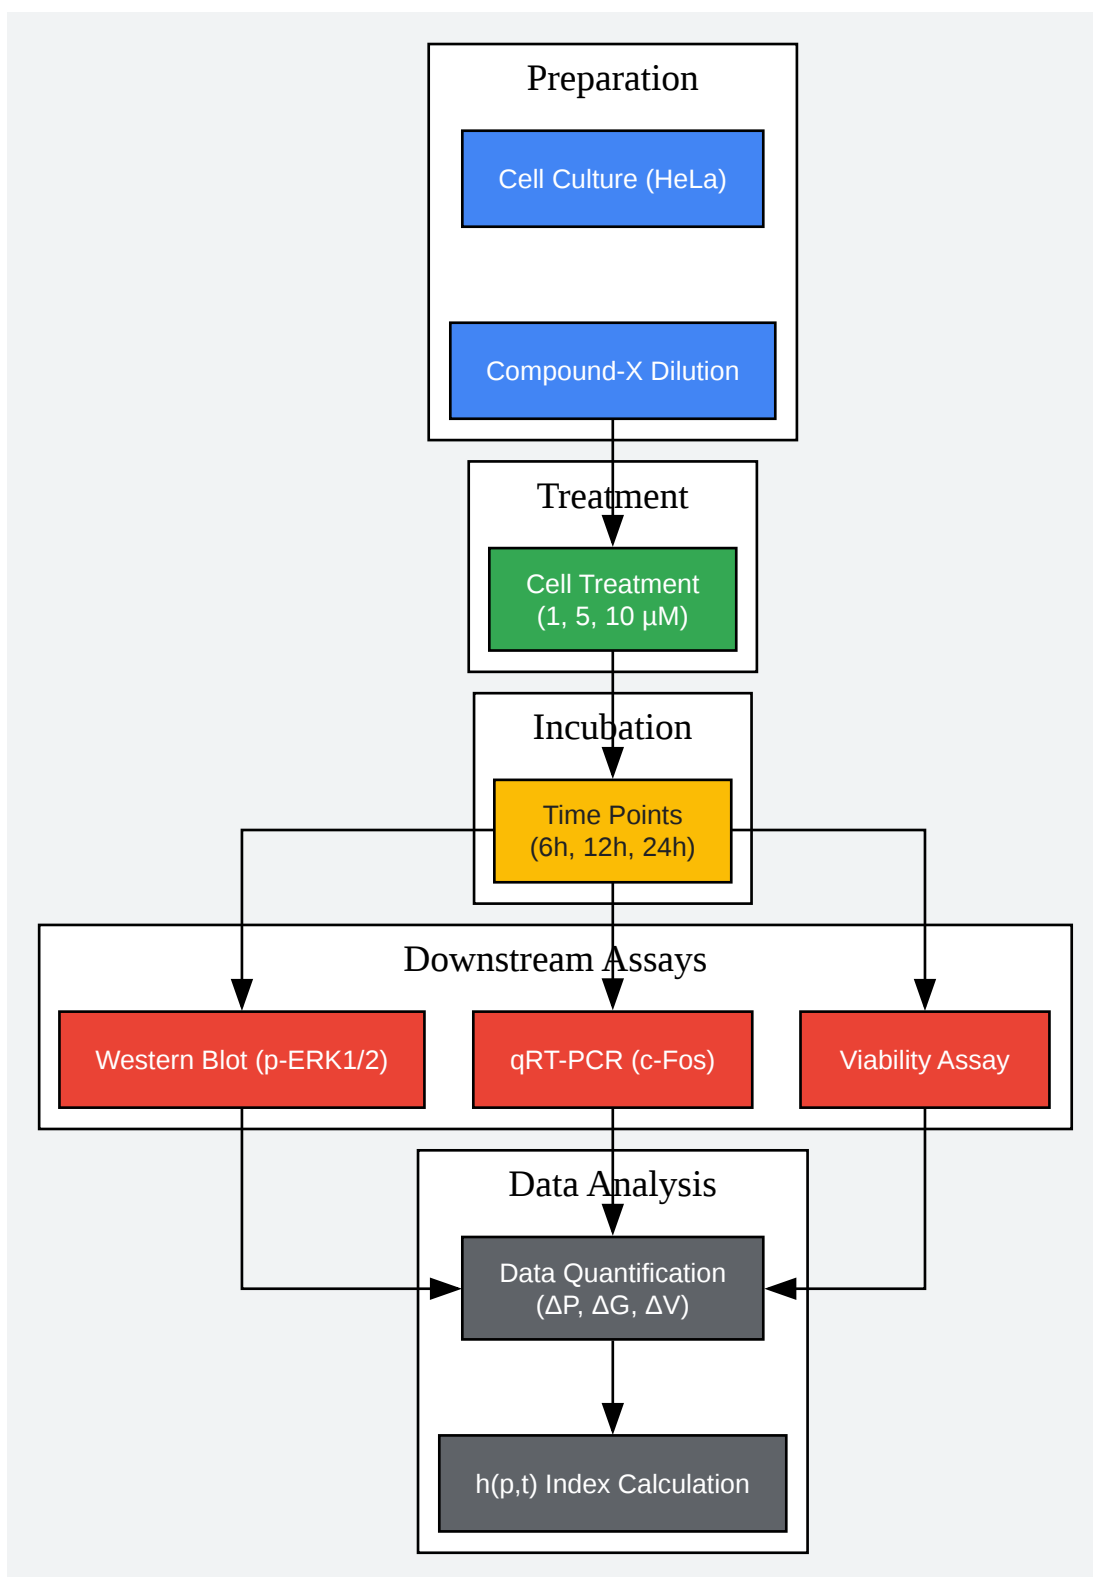 Preparation
Cell Culture (HeLa)
Compound-X Dilution
Treatment
Cell Treatment
(1, 5, 10 µM)
Incubation
Time Points
(6h, 12h, 24h)
Downstream Assays
Western Blot (p-ERK1/2)
qRT-PCR (c-Fos)
Viability Assay
Data Analysis
Data Quantification
(ΔP, ΔG, ΔV)
h(p,t) Index Calculation